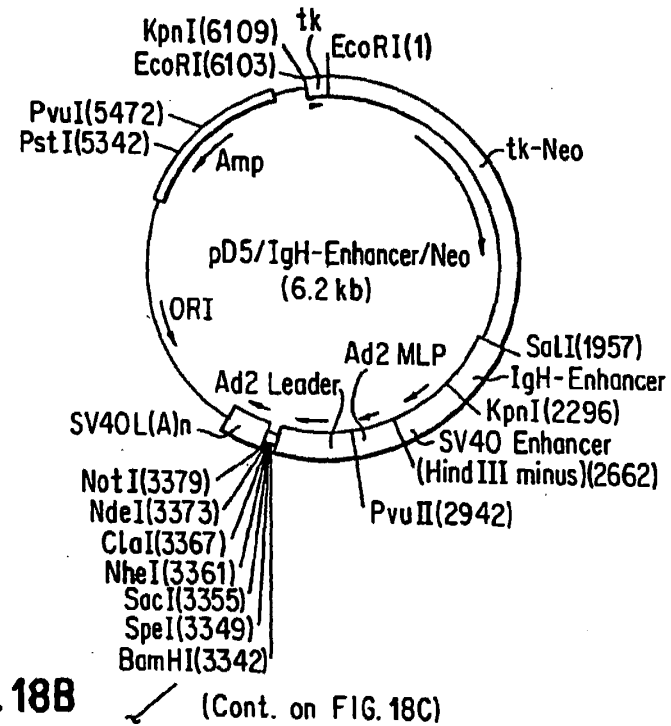 tk
KpnI(6109)
EcoRI(1)
EcoRI(6103)
PvuI(5472)
PstI(5342)
Amp
tk-Neo
pD5/IgH-Enhancer/Neo
(6.2 kb)
ORI
SalI(1957)
Ad2 MLP
IgH-Enhancer
Ad2 Leader
KpnI(2296)
SV40L(A)n
SV40 Enhancer
(Hind III minus)(2662)
NotI(3379)
PvuII(2942)
NdeI(3373)
ClaI(3367)
NheI(3361)
SacI(3355)
SpeI(3349)
BamHI(3342)
. 18B
(Cont. on FIG. 18C)